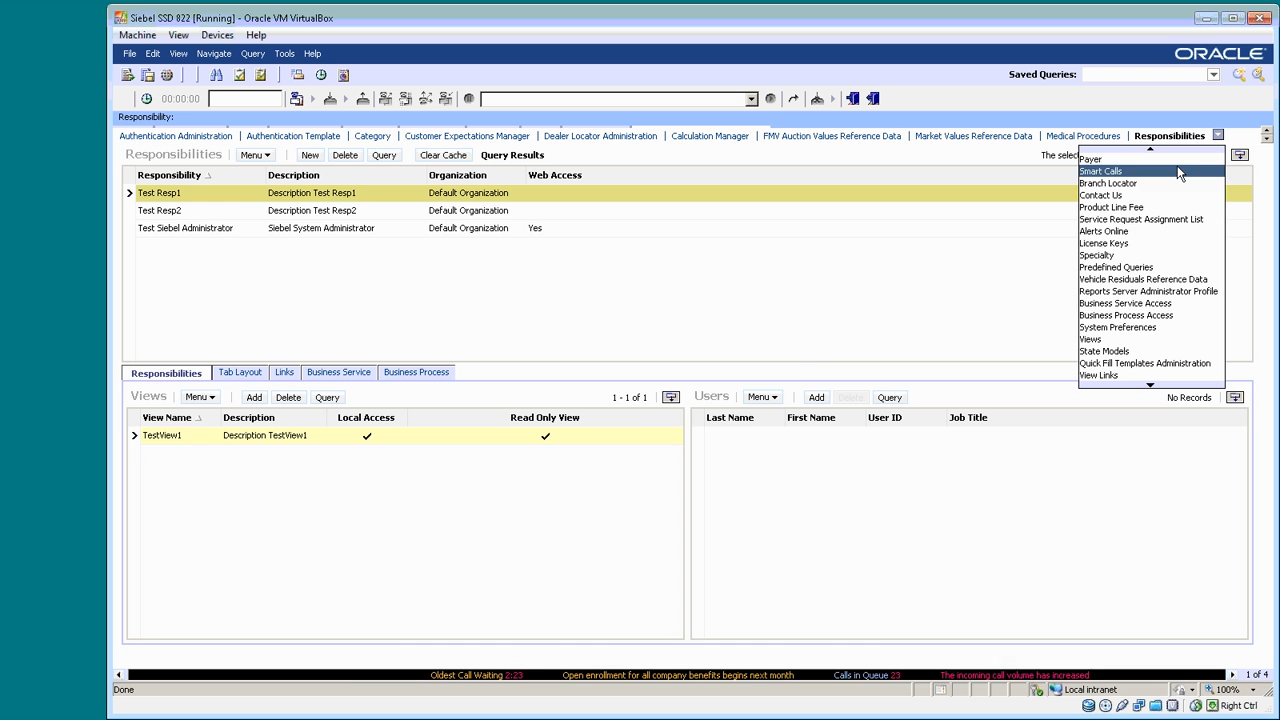 Siebel SSD 822 [Running] - Oracle VM VirtualBox
Machine View Devices Help
File Edit View Navigate Query Tools Help
ORACLE
Saved Queries:
00:00:00
Responsibility:
Authentication Administration | Authentication Template | Category | Customer Expectations Manager | Dealer Locator Administration | Calculation Manager | FMV Auction Values Reference Data | Market Values Reference Data | Medical Procedures | Responsibilities
Responsibilities Menu New Delete Query Clear Cache Query Results The selec
Responsibility Description Organization Web Access
Test Resp1 Description Test Resp1 Default Organization
Test Resp2 Description Test Resp2 Default Organization
Test Siebel Administrator Siebel System Administrator Default Organization Yes
Payer
Smart Calls
Branch Locator
Contact Us
Product Line Fee
Service Request Assignment List
Alerts Online
License Keys
Specialty
Predefined Queries
Vehicle Residuals Reference Data
Reports Server Administrator Profile
Business Service Access
Business Process Access
System Preferences
Views
State Models
Quick Fill Templates Administration
View Links
Responsibilities Tab Layout Links Business Service Business Process
Views Menu Add Delete Query 1 - 1 of 1
View Name Description Local Access Read Only View
TestView1 Description TestView1
Users Menu Add Delete Query No Records
Last Name First Name User ID Job Title
Oldest Call Waiting 2:23 Open enrollment for all company benefits begins next month Calls in Queue 23 The incoming call volume has increased 1 of 4
Done Local intranet 100%
Right Ctrl